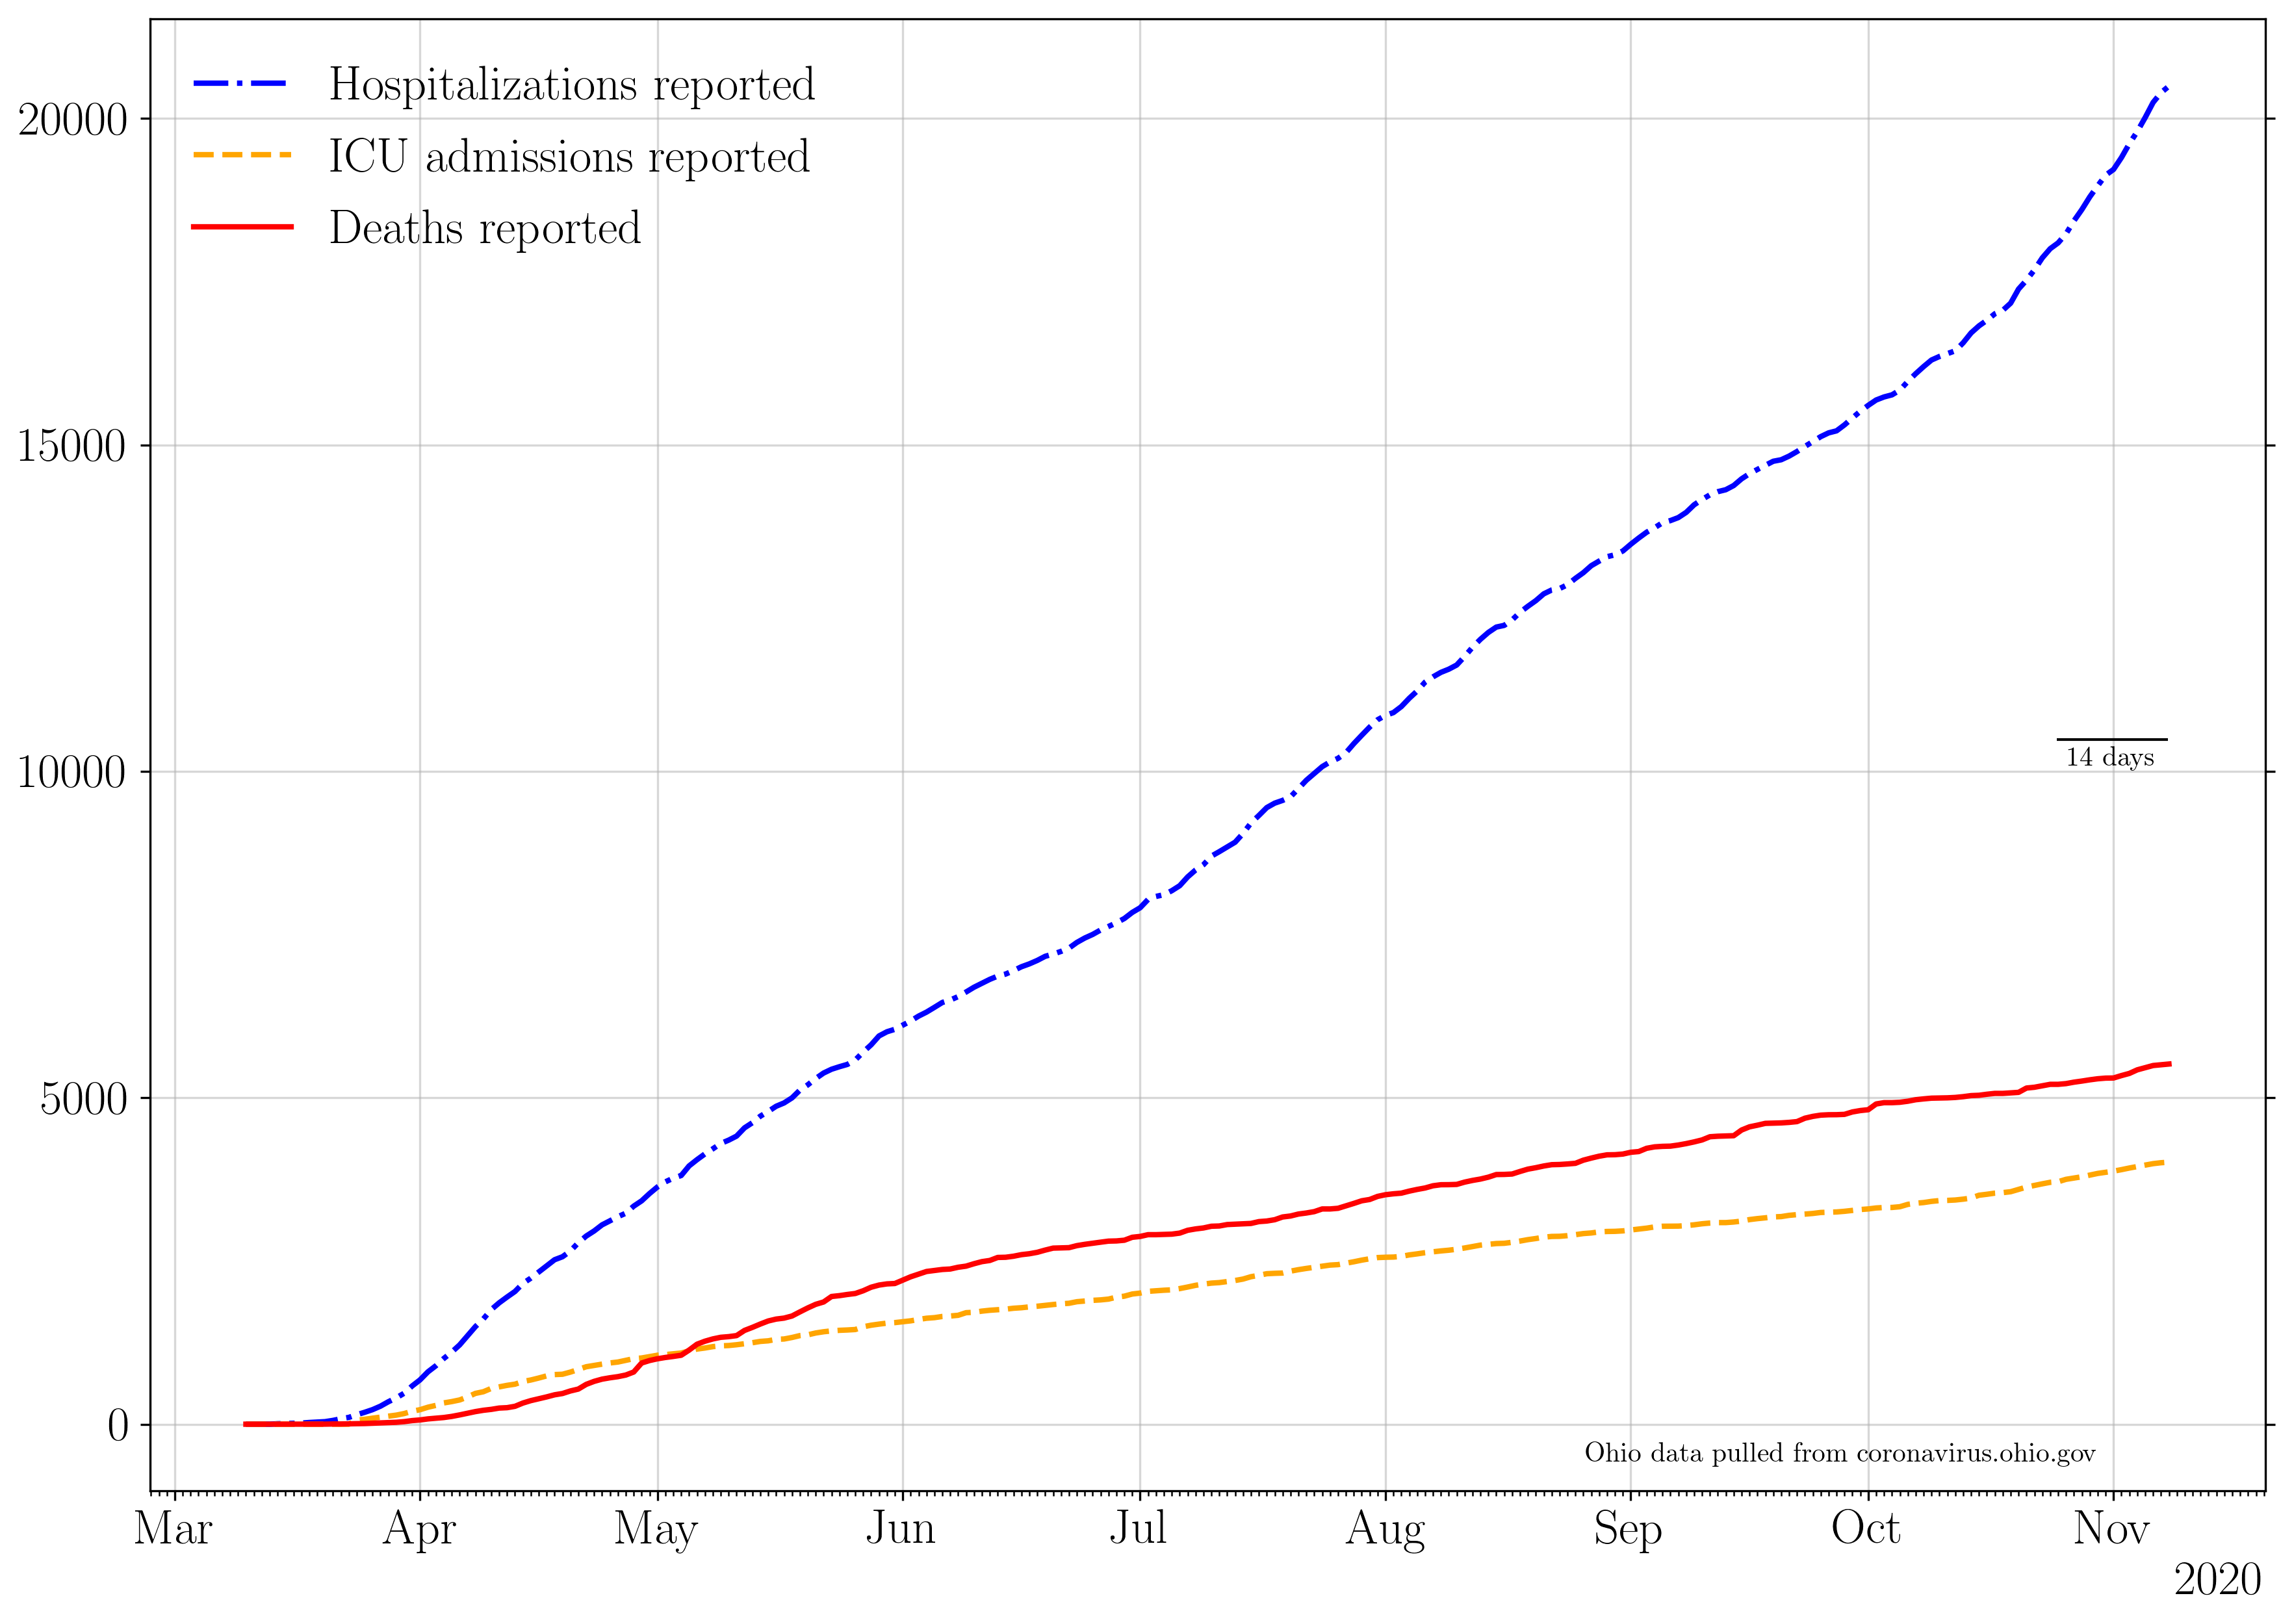 Hospitalizations reported
ICU admissions reported
Deaths reported
20000
15000
10000
5000
0
14 days
Ohio data pulled from coronavirus.ohio.gov
Mar Apr May Jun Jul Aug Sep Oct Nov
2020